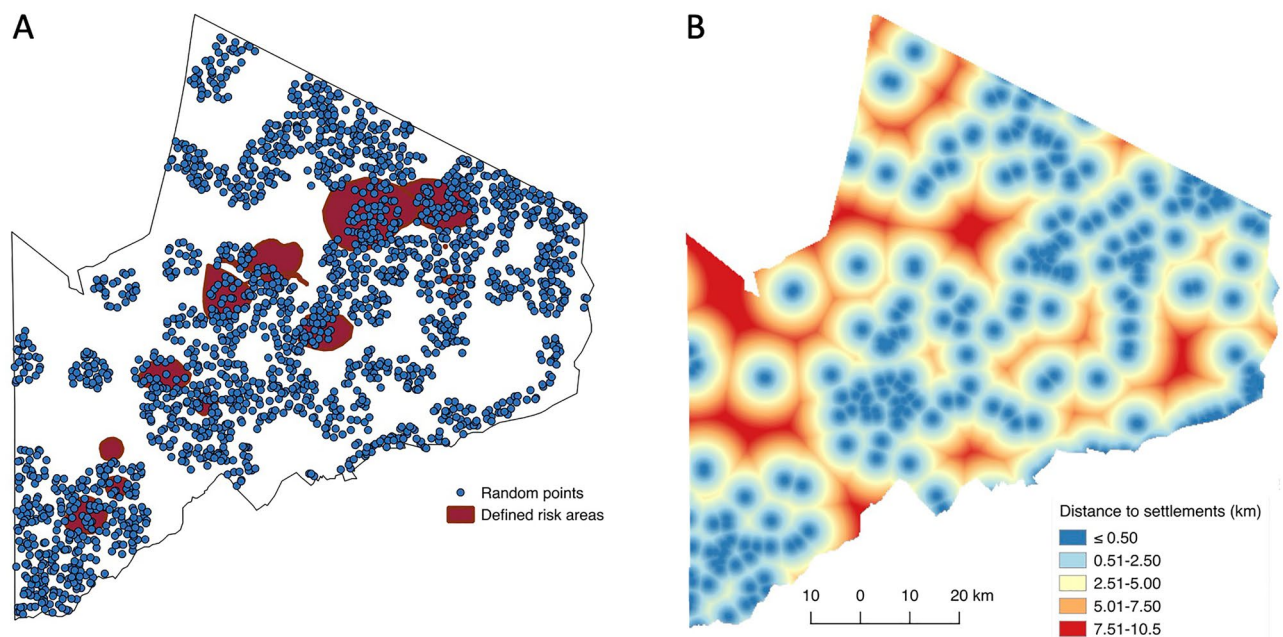 A
B
Random points
Defined risk areas
Distance to settlements (km)
≤ 0.50
0.51-2.50
2.51-5.00
5.01-7.50
7.51-10.5
10 0 10 20 km